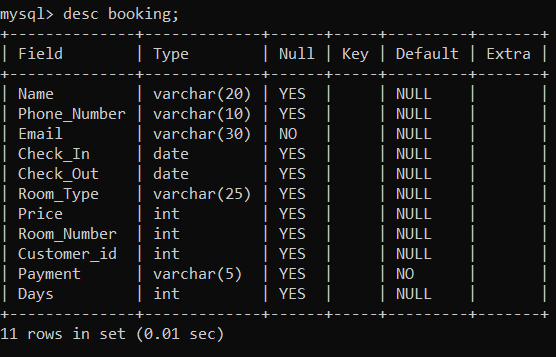 mysql> desc booking;
+--------------+-------------+------+-----+---------+-------+
| Field        | Type        | Null | Key | Default | Extra |
+--------------+-------------+------+-----+---------+-------+
| Name         | varchar(20) | YES  |     | NULL    |       |
| Phone_Number | varchar(10) | YES  |     | NULL    |       |
| Email        | varchar(30) | NO   |     | NULL    |       |
| Check_In     | date        | YES  |     | NULL    |       |
| Check_Out    | date        | YES  |     | NULL    |       |
| Room_Type    | varchar(25) | YES  |     | NULL    |       |
| Price        | int         | YES  |     | NULL    |       |
| Room_Number  | int         | YES  |     | NULL    |       |
| Customer_id  | int         | YES  |     | NULL    |       |
| Payment      | varchar(5)  | YES  |     | NO      |       |
| Days         | int         | YES  |     | NULL    |       |
+--------------+-------------+------+-----+---------+-------+
11 rows in set (0.01 sec)